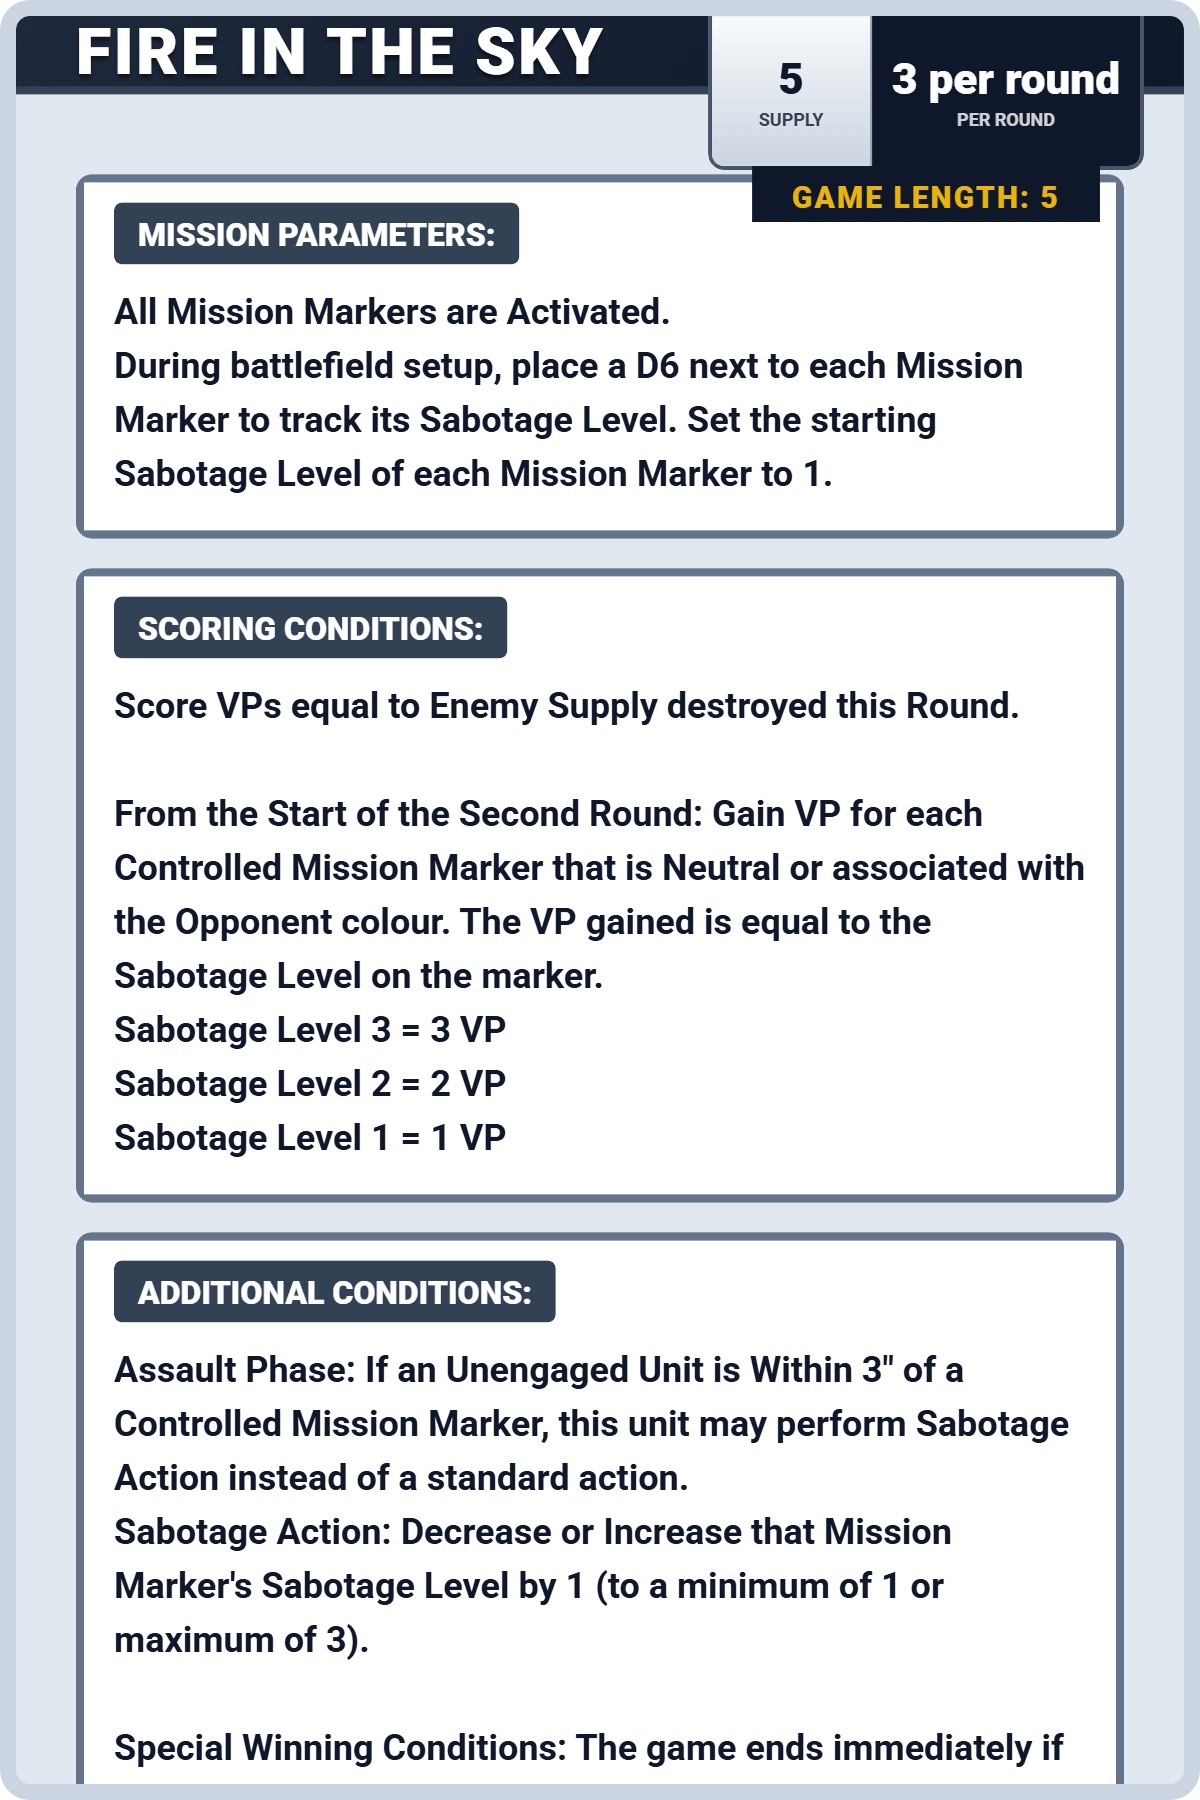 FIRE IN THE SKY
5
SUPPLY
3 per round
PER ROUND
GAME LENGTH: 5
MISSION PARAMETERS:
All Mission Markers are Activated.
During battlefield setup, place a D6 next to each Mission
Marker to track its Sabotage Level. Set the starting
Sabotage Level of each Mission Marker to 1.
SCORING CONDITIONS:
Score VPs equal to Enemy Supply destroyed this Round.
From the Start of the Second Round: Gain VP for each
Controlled Mission Marker that is Neutral or associated with
the Opponent colour. The VP gained is equal to the
Sabotage Level on the marker.
Sabotage Level 3 = 3 VP
Sabotage Level 2 = 2 VP
Sabotage Level 1 = 1 VP
ADDITIONAL CONDITIONS:
Assault Phase: If an Unengaged Unit is Within 3" of a
Controlled Mission Marker, this unit may perform Sabotage
Action instead of a standard action.
Sabotage Action: Decrease or Increase that Mission
Marker's Sabotage Level by 1 (to a minimum of 1 or
maximum of 3).
Special Winning Conditions: The game ends immediately if